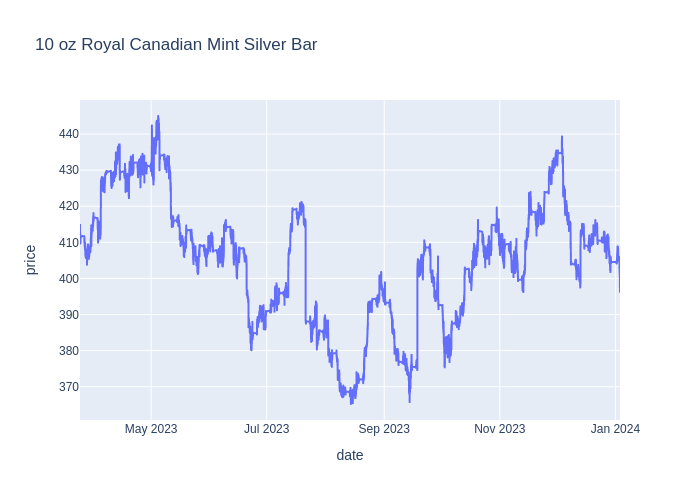 10 oz Royal Canadian Mint Silver Bar
440
430
420
410
400
390
380
370
price
May 2023
Jul 2023
Sep 2023
Nov 2023
Jan 2024
date